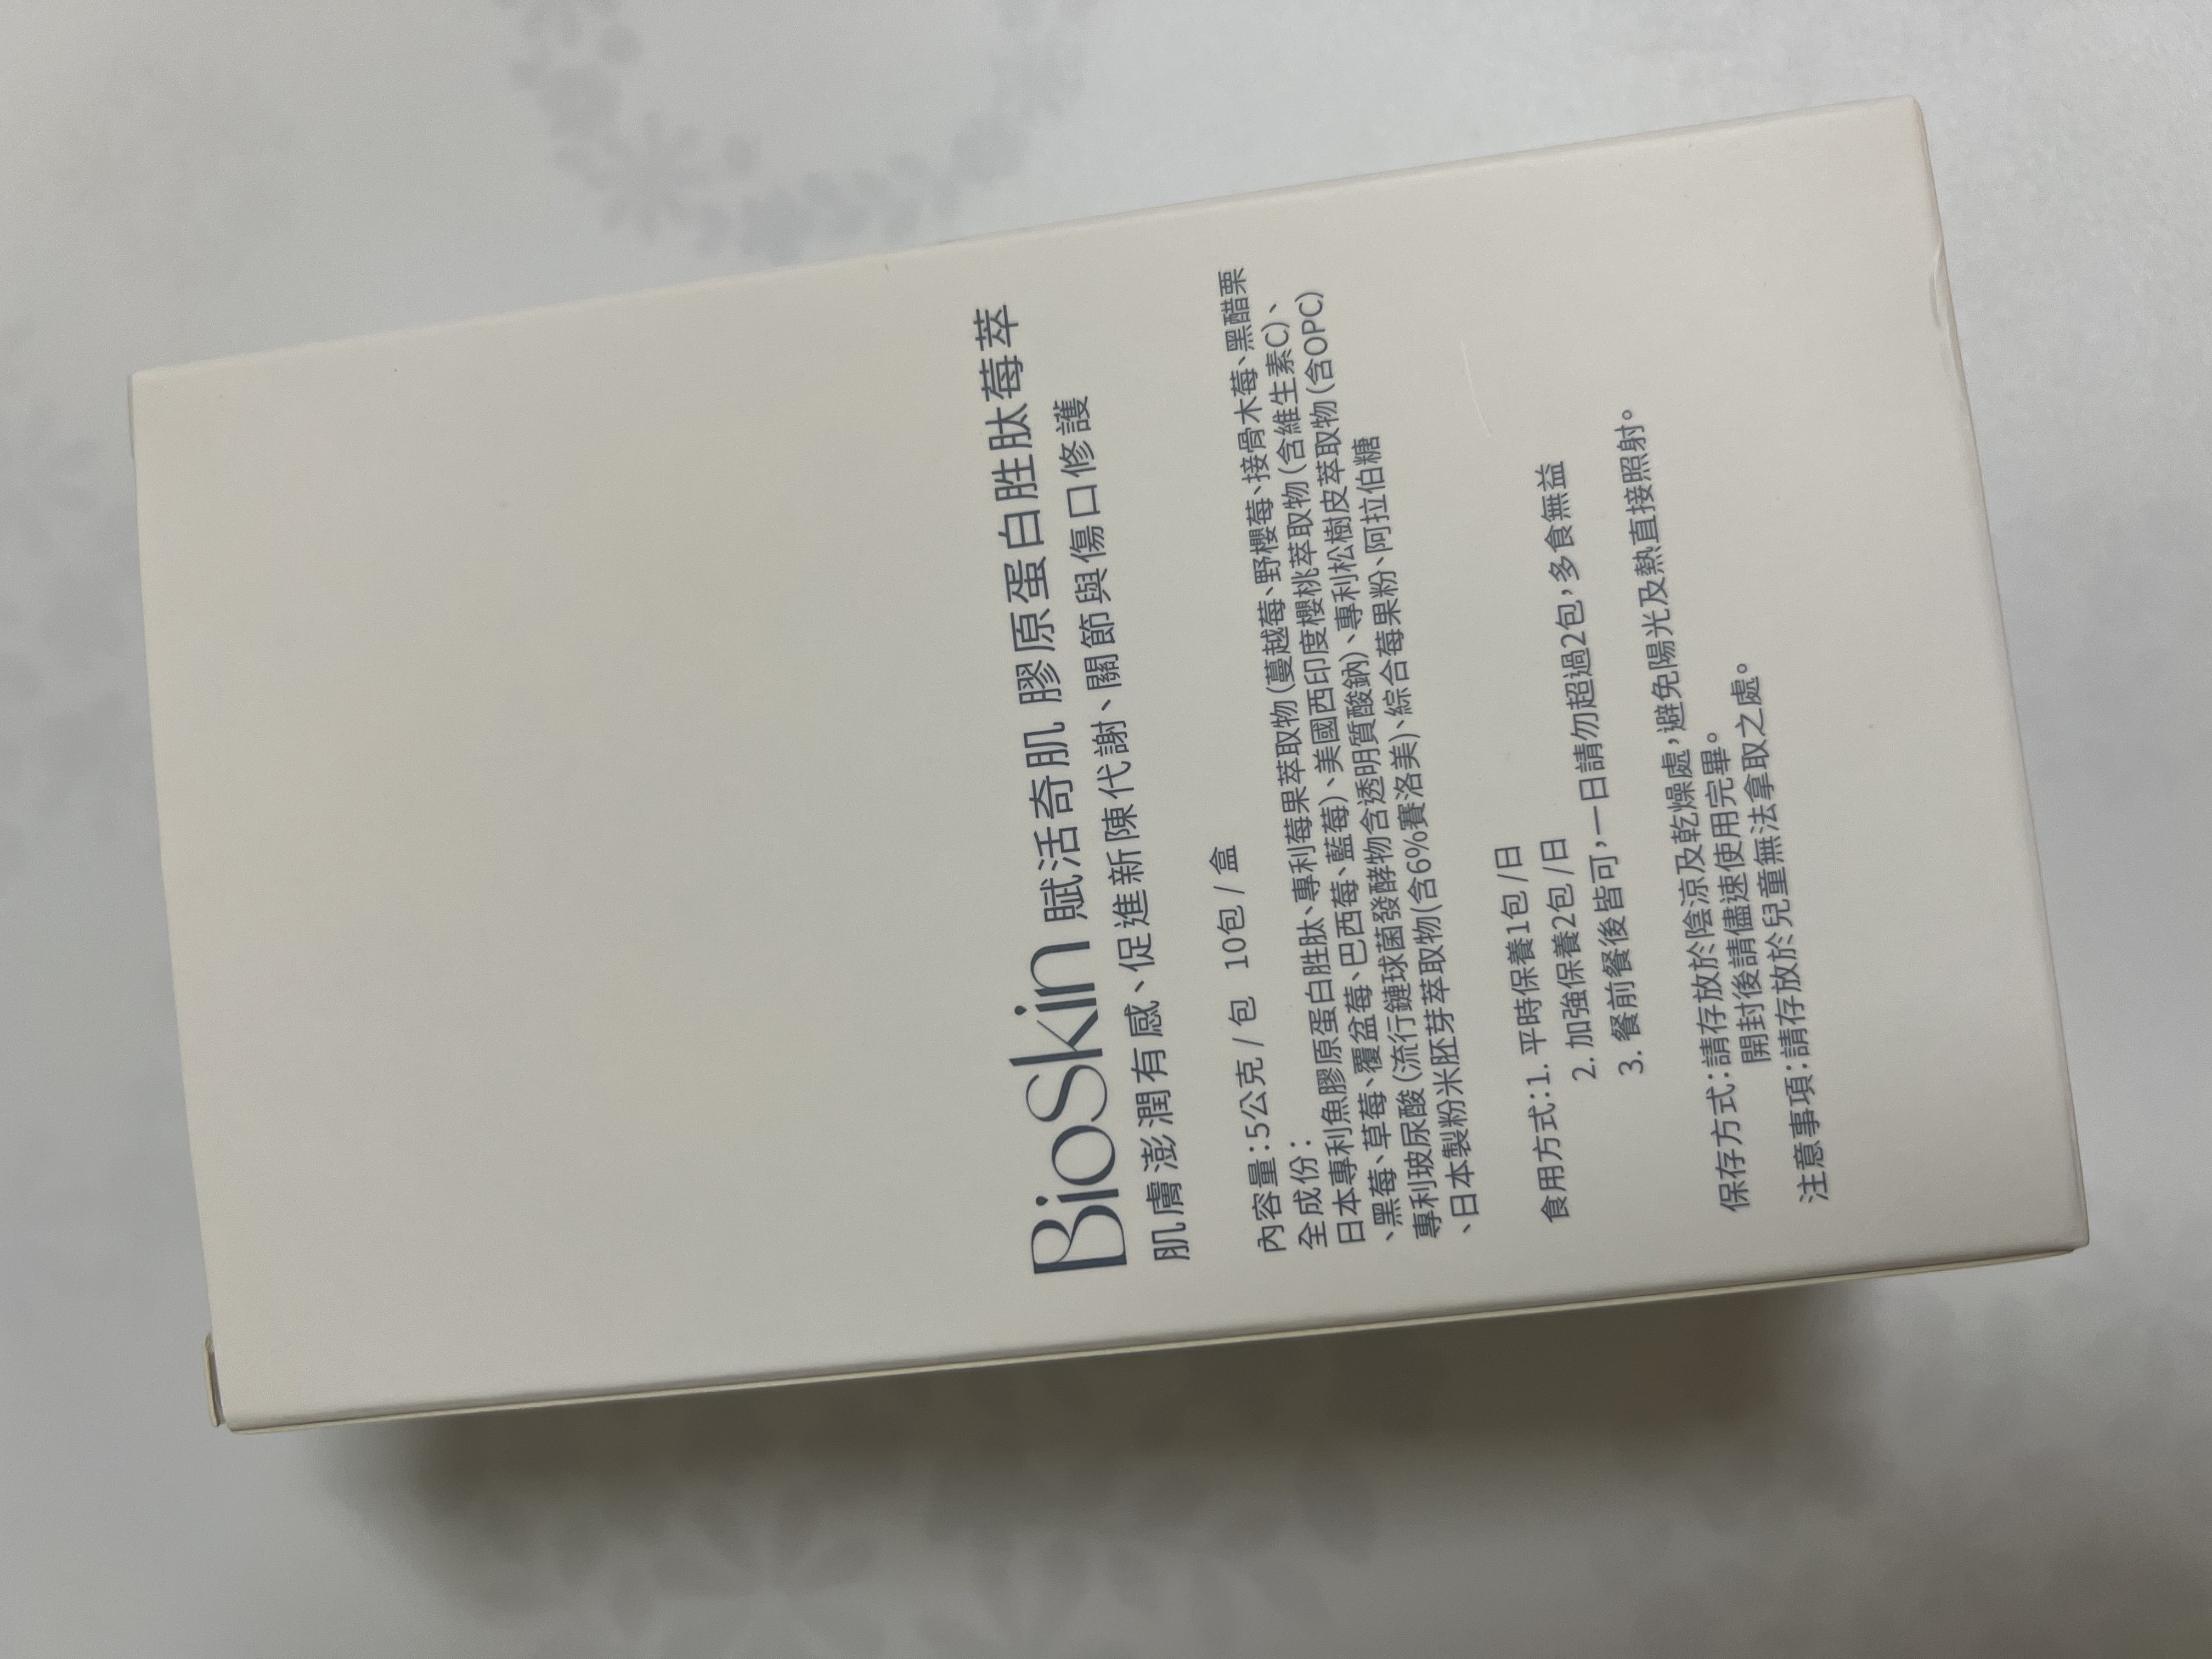 BioSkin 賦活奇肌 膠原蛋白胜肽莓萃
肌膚澎潤有感、促進新陳代謝、關節與傷口修護
內容量：5公克 / 包 10包 / 盒
全成份：
日本專利魚膠原蛋白胜肽、專利莓果萃取物（蔓越莓、野櫻莓、接骨木莓、黑醋栗
、黑莓、草莓、覆盆莓、巴西莓、藍莓）、美國西印度櫻桃萃取物（含維生素C）、
專利玻尿酸（流行鏈球菌發酵物含透明質酸鈉）、專利松樹皮萃取物（含OPC）
、日本製粉米胚芽萃取物(含6%賽洛美)、綜合莓果粉、阿拉伯糖
食用方式：1. 平時保養1包 /日
2. 加強保養2包 /日
3. 餐前餐後皆可，一日請勿超過2包，多食無益
保存方式：請存放於陰涼及乾燥處，避免陽光及熱直接照射。
開封後請儘速使用完畢。
注意事項：請存放於兒童無法拿取之處。